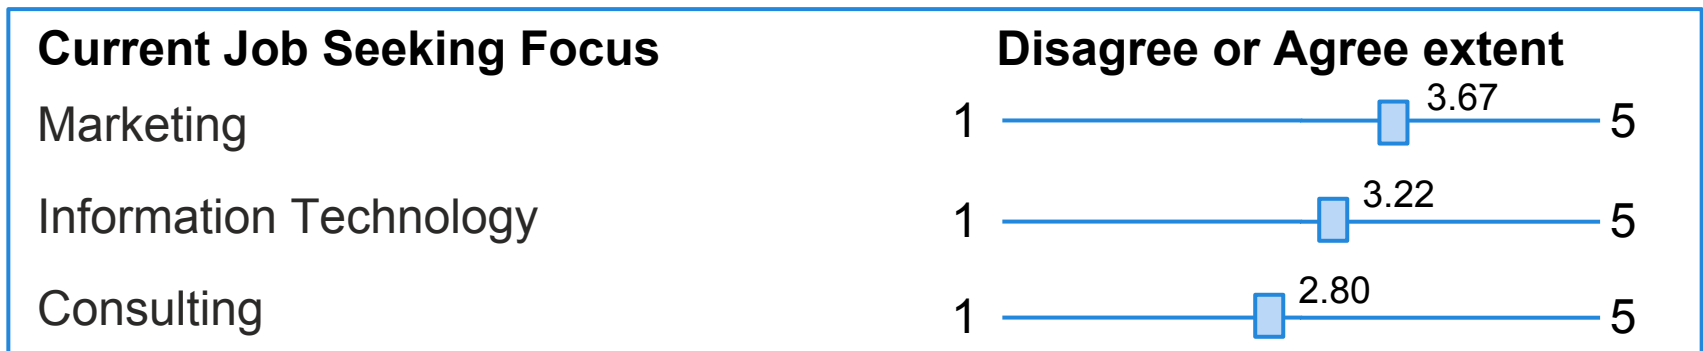 Current Job Seeking Focus Disagree or Agree extent
Marketing 1 3.67 5
Information Technology 1 3.22 5
Consulting 1 2.80 5